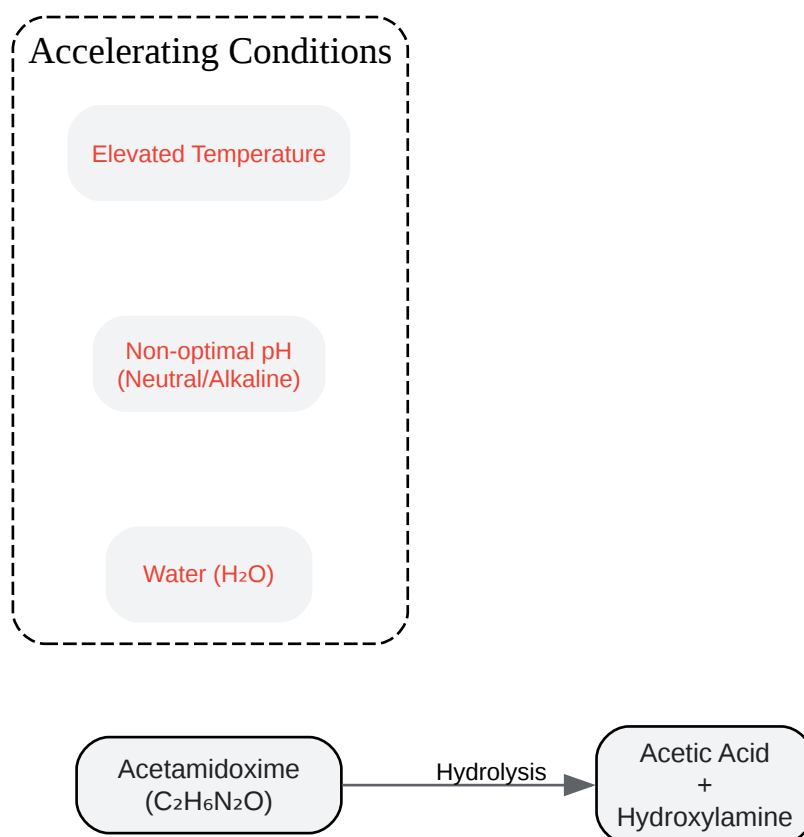 Accelerating Conditions
Elevated Temperature
Non-optimal pH
(Neutral/Alkaline)
Water (H₂O)
Acetamidoxime
(C₂H₆N₂O)
Hydrolysis
Acetic Acid
+
Hydroxylamine